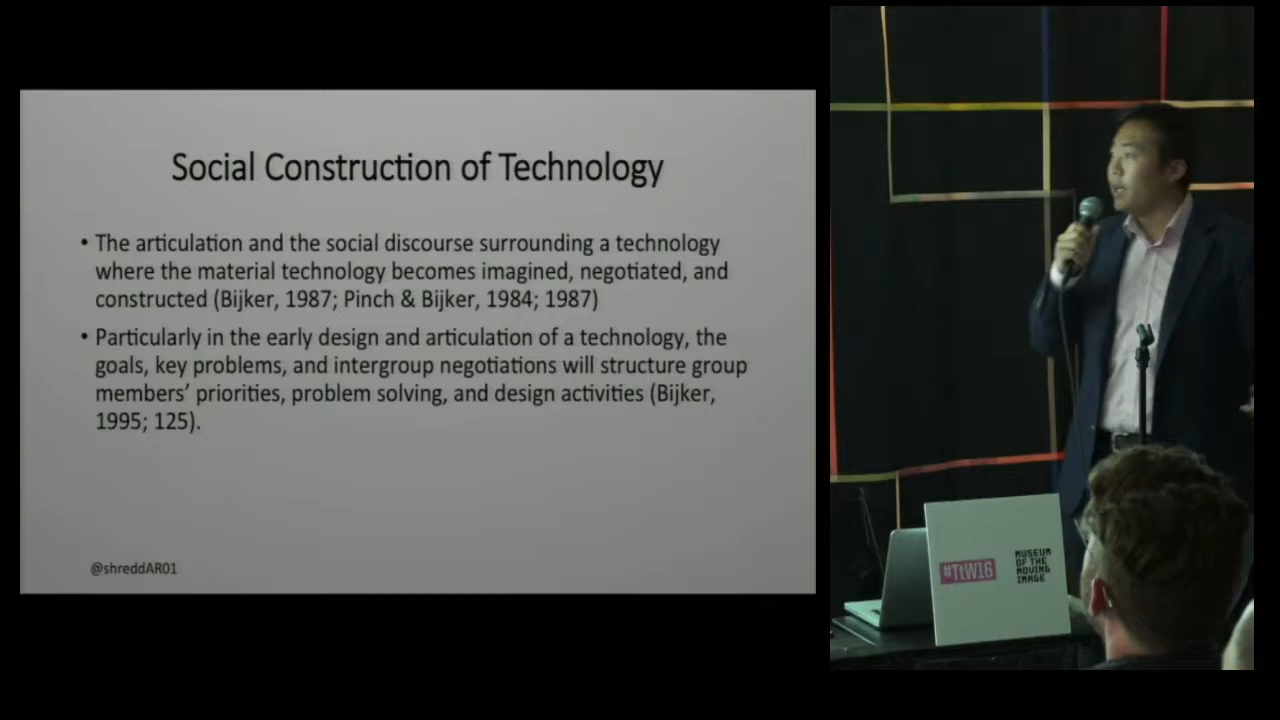 Social Construction of Technology
• The articulation and the social discourse surrounding a technology
where the material technology becomes imagined, negotiated, and
constructed (Bijker, 1987; Pinch & Bijker, 1984; 1987)
• Particularly in the early design and articulation of a technology, the
goals, key problems, and intergroup negotiations will structure group
members’ priorities, problem solving, and design activities (Bijker,
1995; 125).
@shreddAR01
#TtW16
MUSEUM
OF THE
MOVING
IMAGE